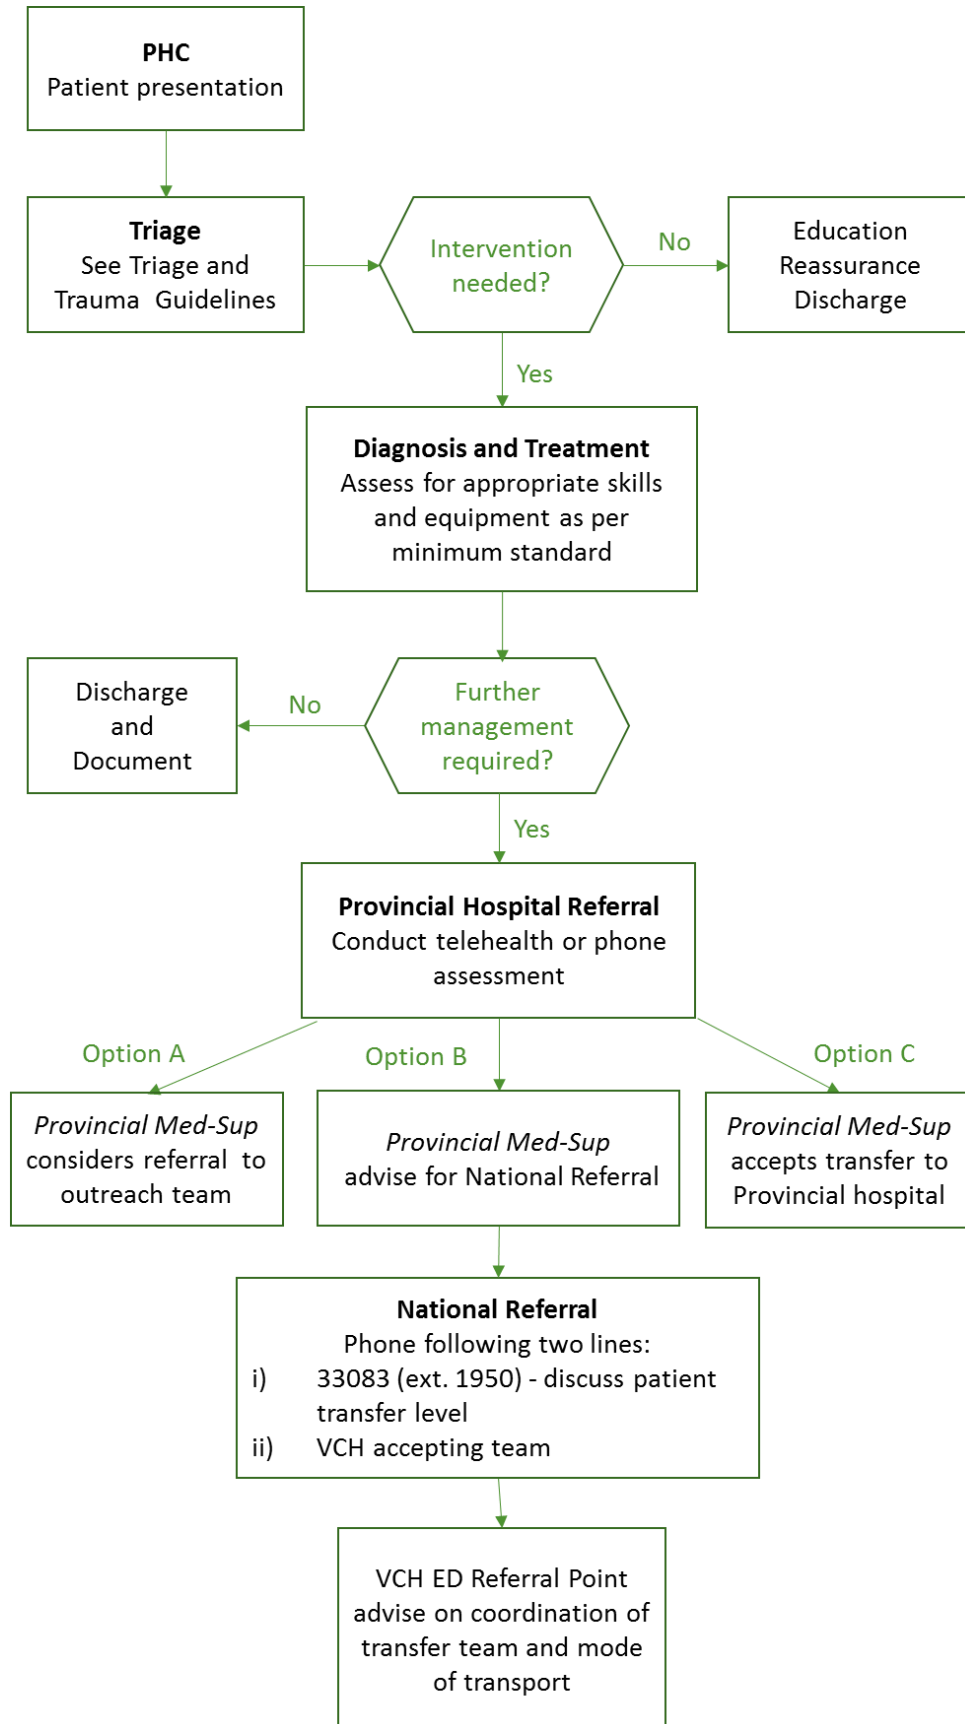 PHC
Patient presentation
Triage
See Triage and
Trauma Guidelines
Intervention
needed?
No
Education
Reassurance
Discharge
Yes
Diagnosis and Treatment
Assess for appropriate skills
and equipment as per
minimum standard
Further
management
required?
No
Discharge
and
Document
Yes
Provincial Hospital Referral
Conduct telehealth or phone
assessment
Option A
Option B
Option C
Provincial Med-Sup
considers referral to
outreach team
Provincial Med-Sup
advise for National Referral
Provincial Med-Sup
accepts transfer to
Provincial hospital
National Referral
Phone following two lines:
i) 33083 (ext. 1950) - discuss patient
transfer level
ii) VCH accepting team
VCH ED Referral Point
advise on coordination of
transfer team and mode
of transport